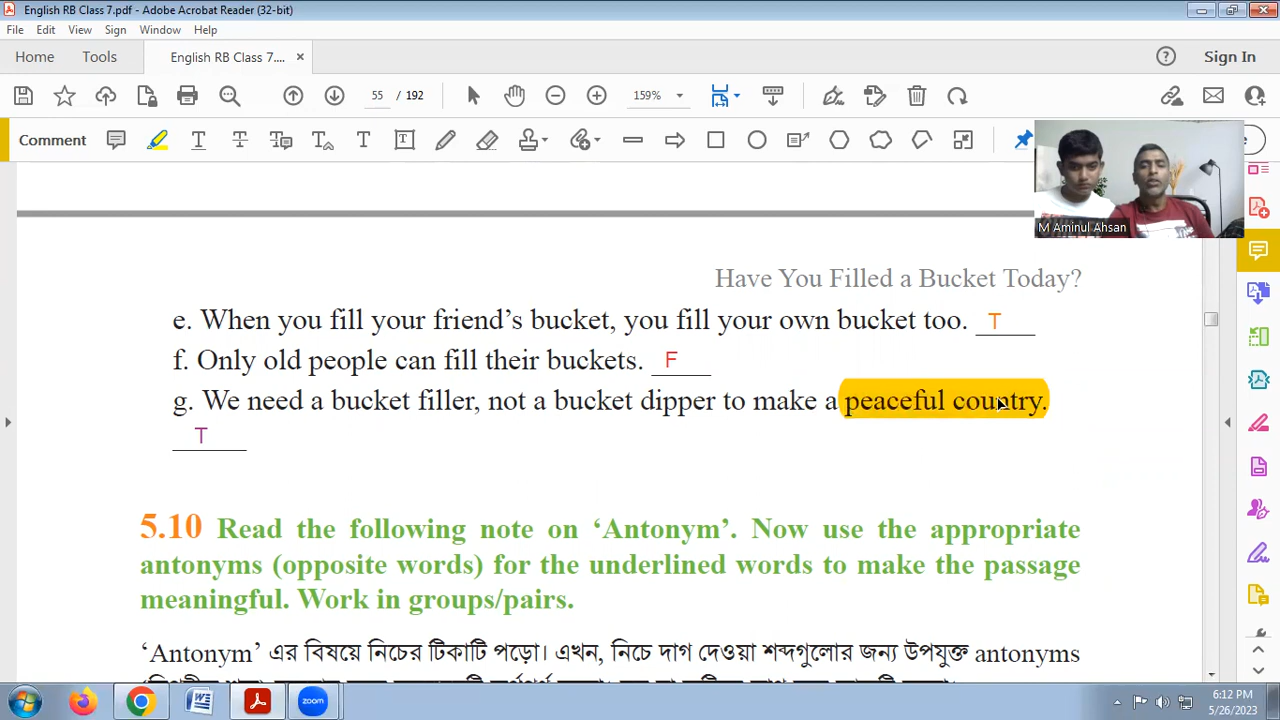 English RB Class 7.pdf - Adobe Acrobat Reader (32-bit)
File Edit View Sign Window Help
Home Tools English RB Class 7.... × Sign In
55 / 192 159%
Comment
M Aminul Ahsan
Have You Filled a Bucket Today?
e. When you fill your friend’s bucket, you fill your own bucket too. T
f. Only old people can fill their buckets. F
g. We need a bucket filler, not a bucket dipper to make a peaceful country.
T
5.10 Read the following note on ‘Antonym’. Now use the appropriate
antonyms (opposite words) for the underlined words to make the passage
meaningful. Work in groups/pairs.
‘Antonym’ এর বিষয়ে নিচের টিকাটি পড়ো। এখন, নিচে দাগ দেওয়া শব্দগুলোর জন্য উপযুক্ত antonyms
zoom
6:12 PM
5/26/2023